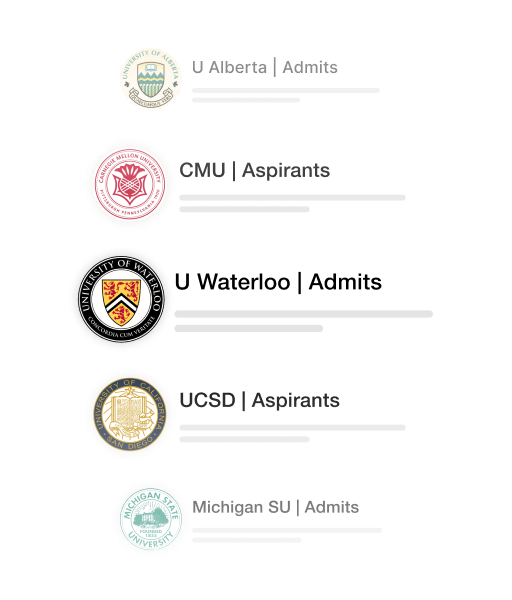 UNIVERSITY OF ALBERTA
U Alberta | Admits
CARNEGIE MELLON UNIVERSITY
PITTSBURGH PENNSYLVANIA 1900
CMU | Aspirants
UNIVERSITY OF WATERLOO
CONCORDIA CUM VERITATE
U Waterloo | Admits
UNIVERSITY OF CALIFORNIA
SAN DIEGO
UCSD | Aspirants
MICHIGAN STATE
UNIVERSITY
FOUNDED
1855
Michigan SU | Admits